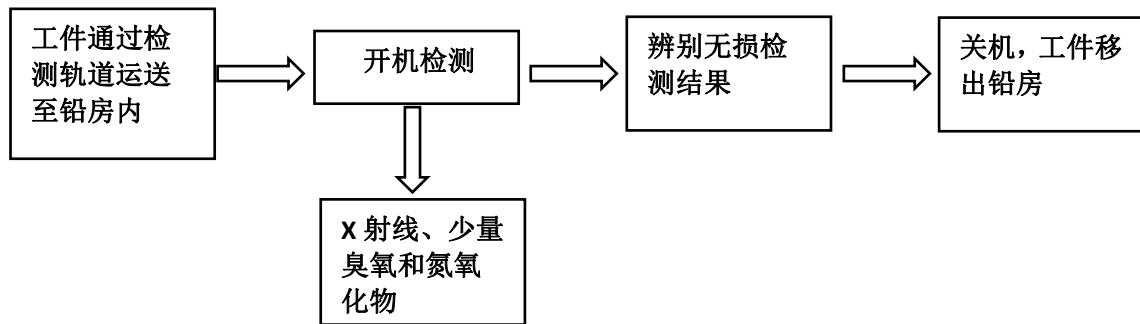 工件通过检
测轨道运送
至铅房内
开机检测
辨别无损检
测结果
关机，工件移
出铅房
X 射线、少量
臭氧和氮氧
化物